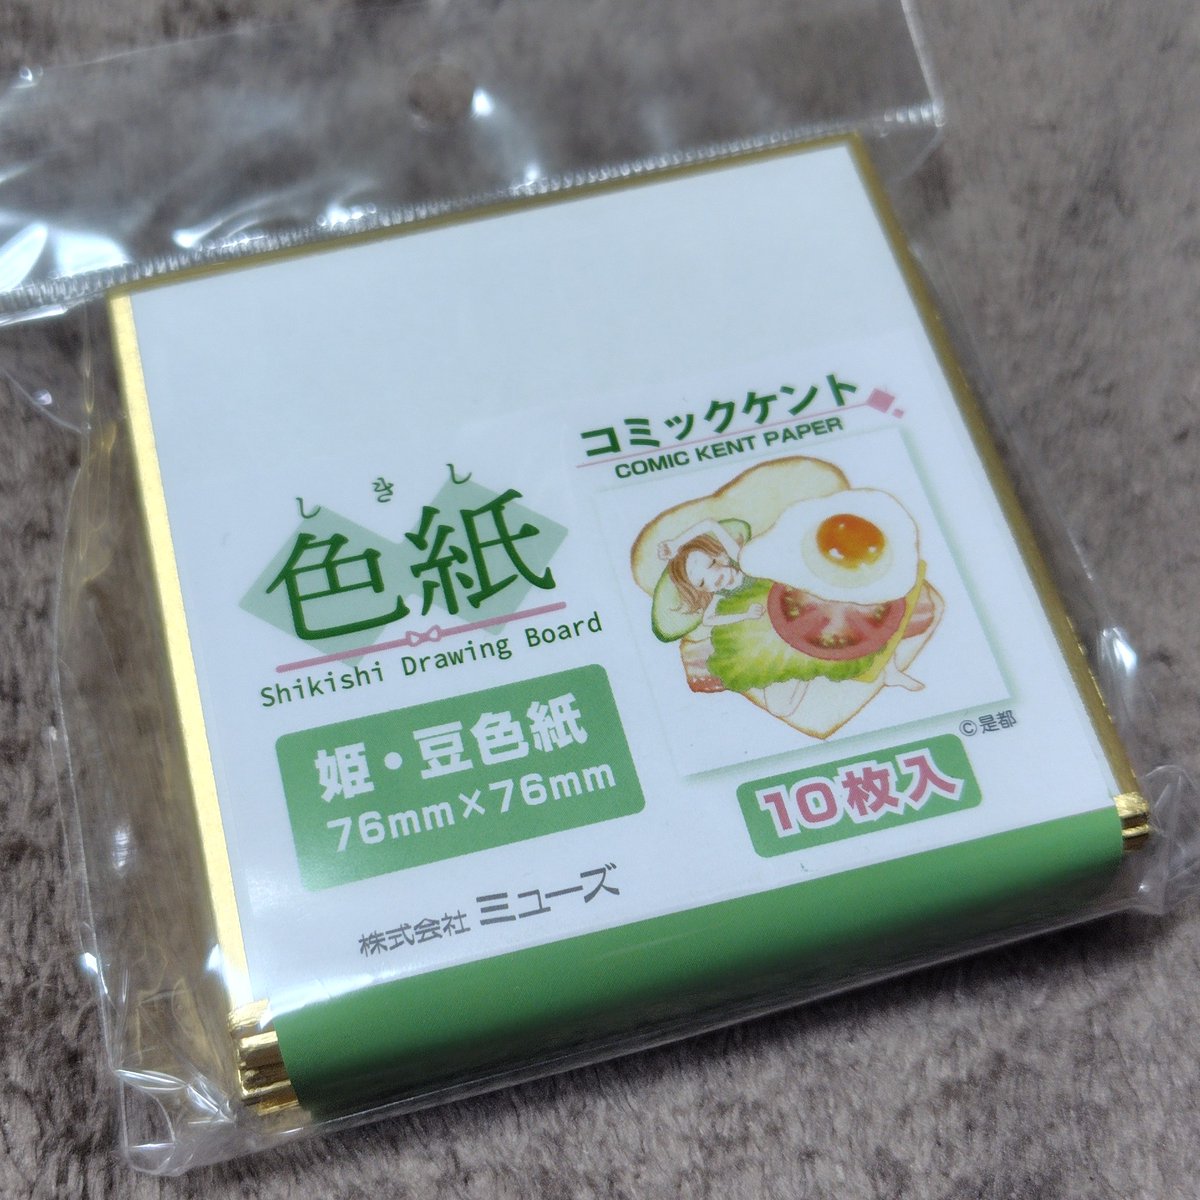 しきし
色紙
Shikishi Drawing Board
姫・豆色紙
76mm×76mm
株式会社ミューズ
コミックケント
COMIC KENT PAPER
©是都
10枚入